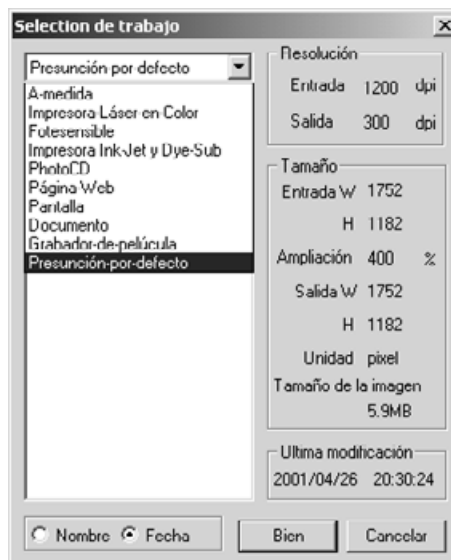 Selection de trabajo
Presunción-por-defecto
A-medida
Impresora Láser-en-Color
Fotesensible
Impresora Ink-Jet y Dye-Sub
PhotoCD
Página Web
Pantalla
Documento
Grabador-de-pelúcula
Presunción-por-defecto
Nombre Fecha
Resolución
Entrada 1200 dpi
Salida 300 dpi
Tamaño
Entrada W 1752
H 1182
Ampliación 400 %
Salida W 1752
H 1182
Unidad pixel
Tamaño de la imagen
5.9MB
Ultima modificación
2001/04/26 20:30:24
Bien Cancelar